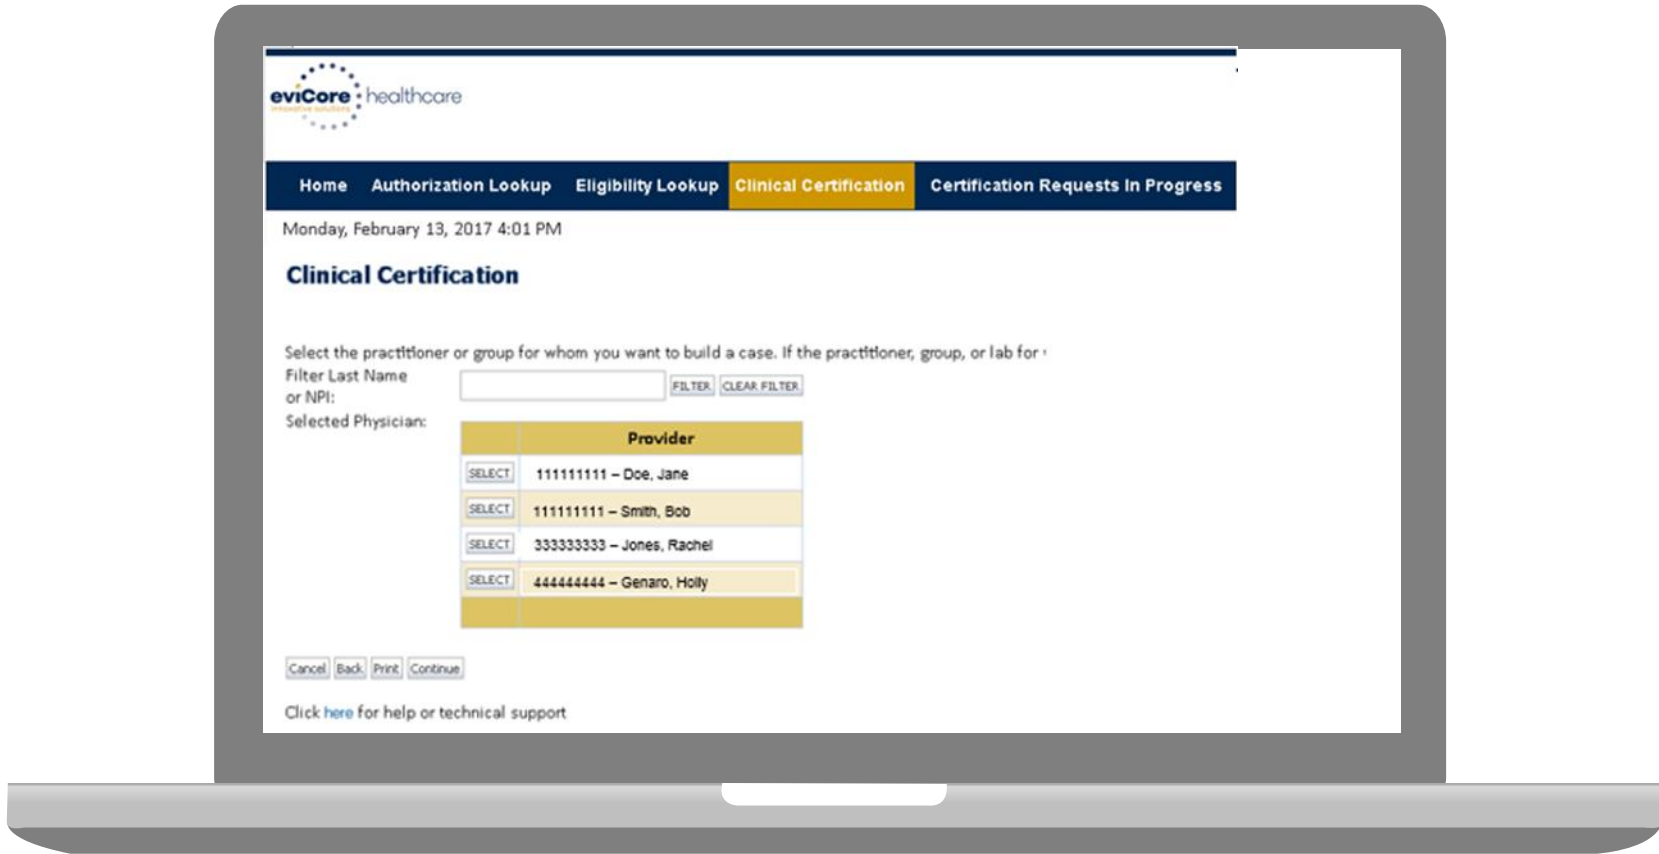 eviCore healthcare
innovative solutions
Home Authorization Lookup Eligibility Lookup Clinical Certification Certification Requests In Progress
Monday, February 13, 2017 4:01 PM
Clinical Certification
Select the practitioner or group for whom you want to build a case. If the practitioner, group, or lab for
Filter Last Name
or NPI:
FILTER CLEAR FILTER
Selected Physician:
Provider
SELECT 111111111 – Doe, Jane
SELECT 111111111 – Smith, Bob
SELECT 333333333 – Jones, Rachel
SELECT 444444444 – Genaro, Holly
Cancel Back Print Continue
Click here for help or technical support